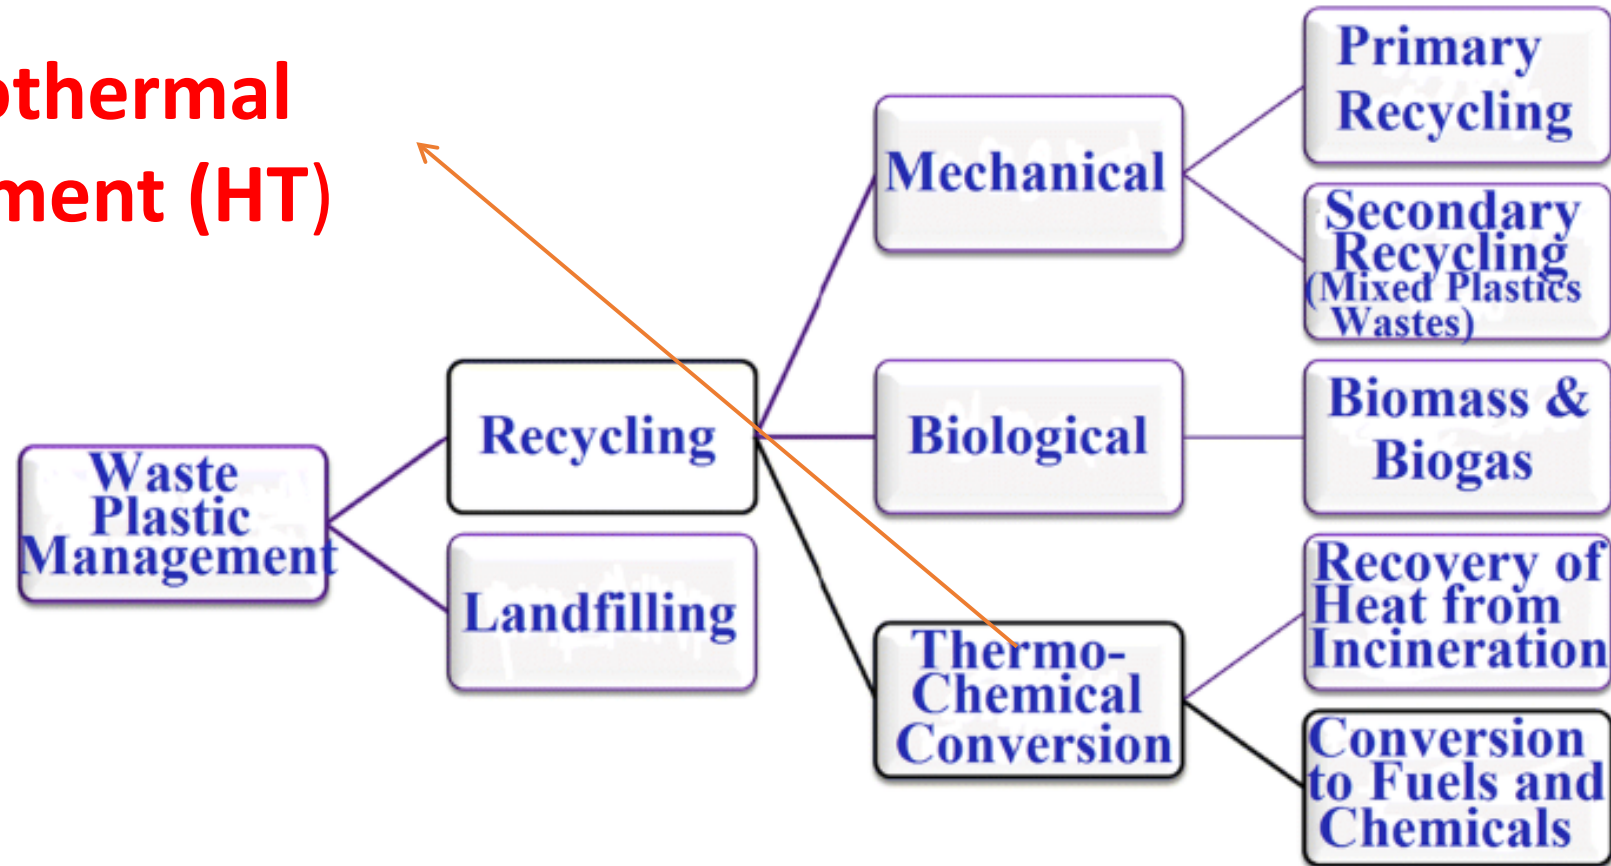 othermal
ment (HT)
Primary
Recycling
Mechanical
Secondary
Recycling
(Mixed Plastics
Wastes)
Recycling
Biological
Biomass &
Biogas
Waste
Plastic
Management
Landfilling
Thermo-
Chemical
Conversion
Recovery of
Heat from
Incineration
Conversion
to Fuels and
Chemicals